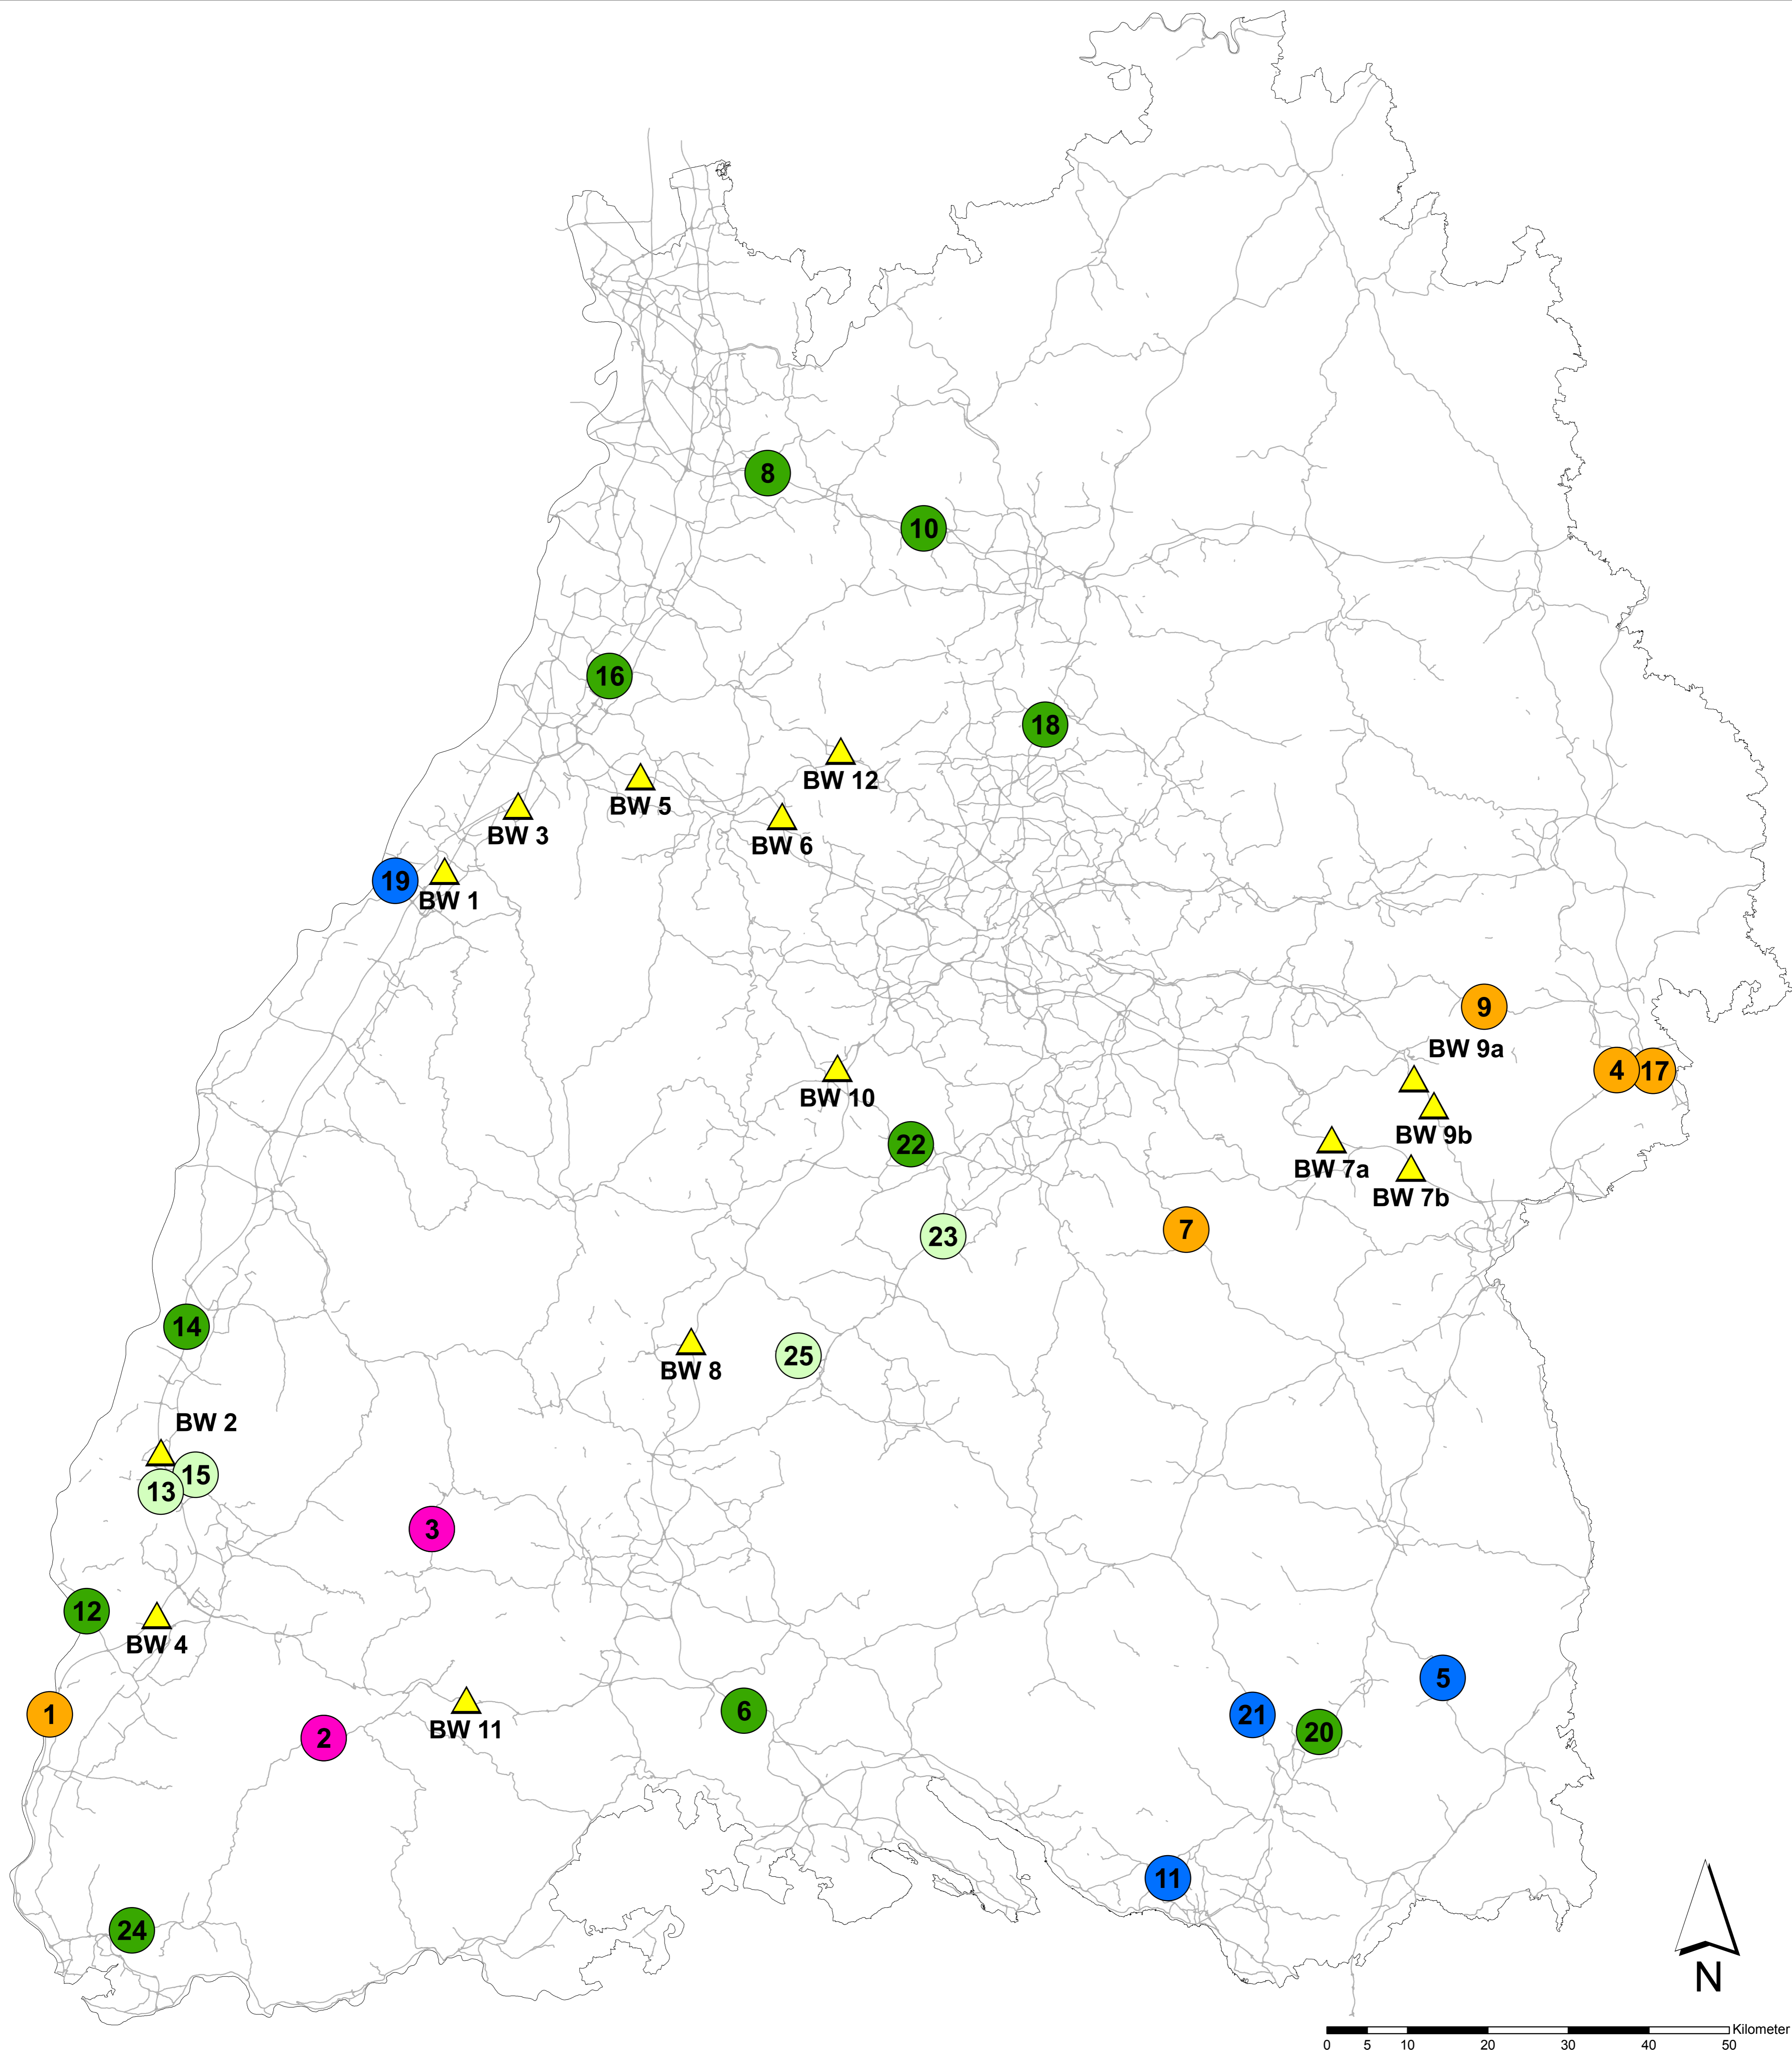 8
10
16
18
BW 12
BW 5
BW 3
BW 6
19
BW 1
9
BW 9a
4
17
BW 10
BW 9b
22
BW 7a
BW 7b
7
23
14
25
BW 8
BW 2
15
13
3
12
BW 4
5
1
6
21
20
BW 11
2
11
24
N
Kilometer
0 5 10 20 30 40 50